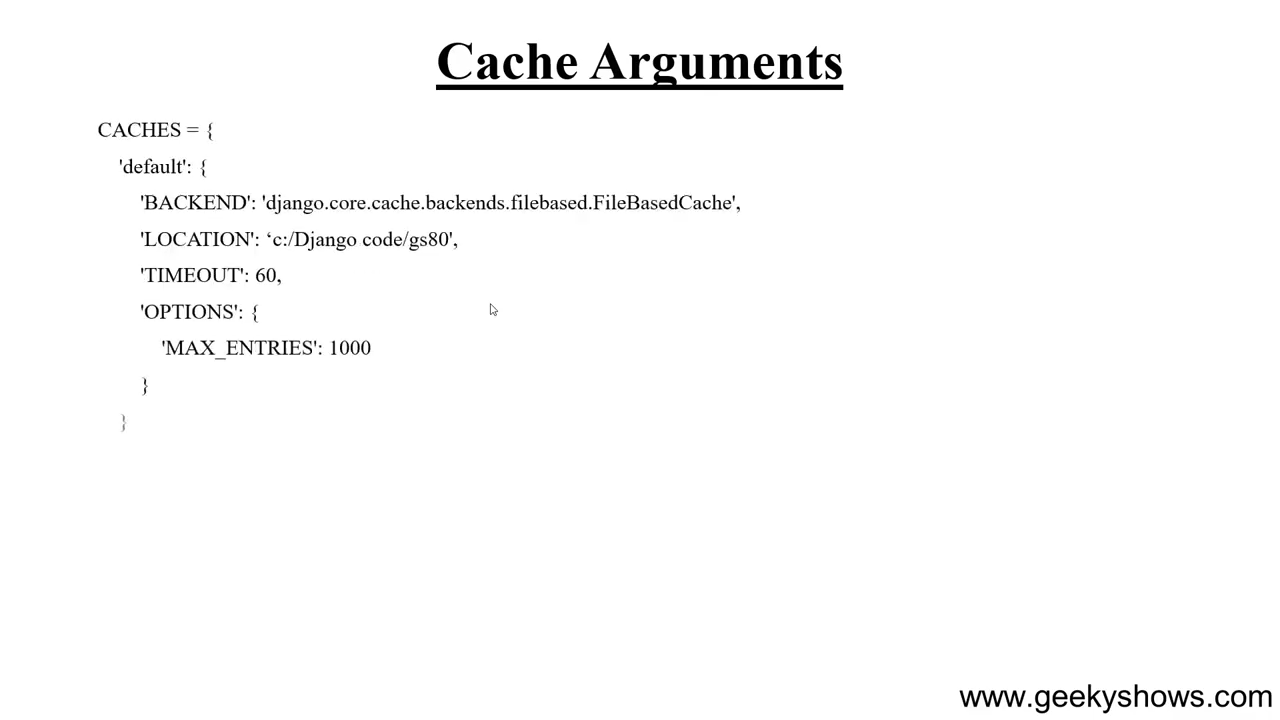 Cache Arguments
CACHES = {
'default': {
'BACKEND': 'django.core.cache.backends.filebased.FileBasedCache',
'LOCATION': ‘c:/Django code/gs80',
'TIMEOUT': 60,
'OPTIONS': {
'MAX_ENTRIES': 1000
}
}
www.geekyshows.com